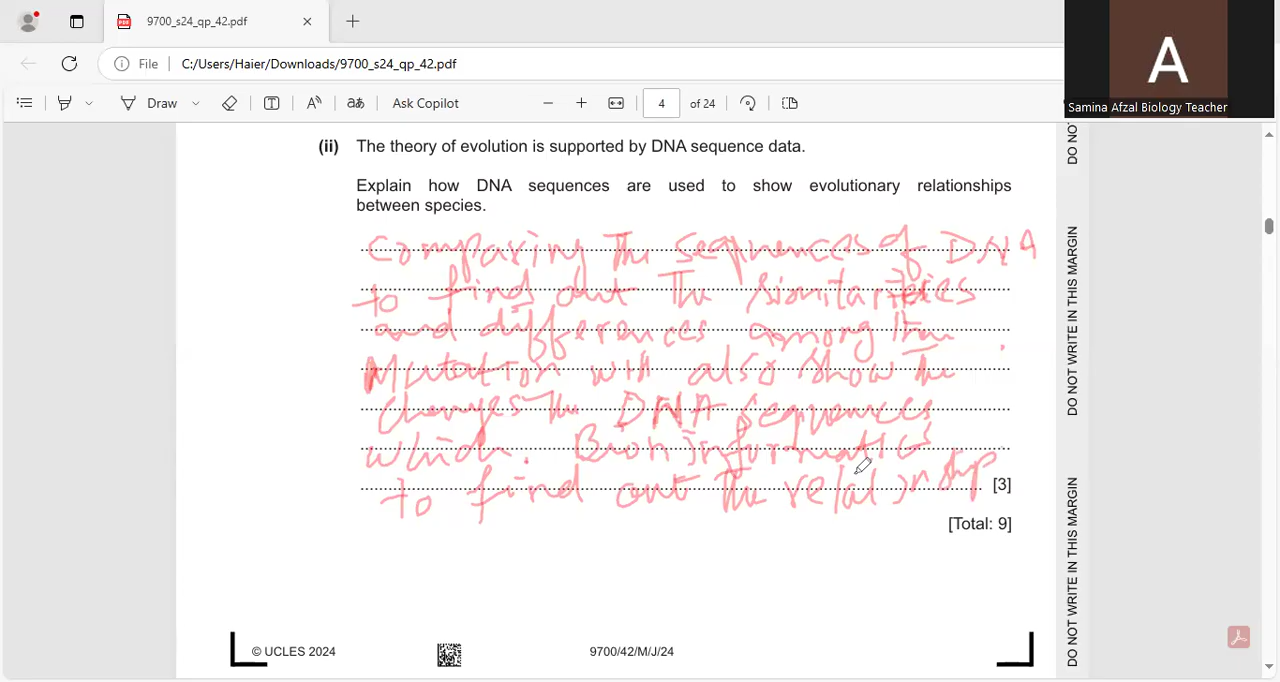 9700_s24_qp_42.pdf
File C:/Users/Haier/Downloads/9700_s24_qp_42.pdf
Draw Ask Copilot 4 of 24
A
Samina Afzal Biology Teacher
(ii) The theory of evolution is supported by DNA sequence data.
Explain how DNA sequences are used to show evolutionary relationships
between species.
Comparing the sequences of DNA
to find out the similarities
and differences among them.
Mutation will also show the
changes the DNA sequences
which.
to find out the relationship
[3]
[Total: 9]
© UCLES 2024
9700/42/M/J/24
DO NO
DO NOT WRITE IN THIS MARGIN
DO NOT WRITE IN THIS MARGIN